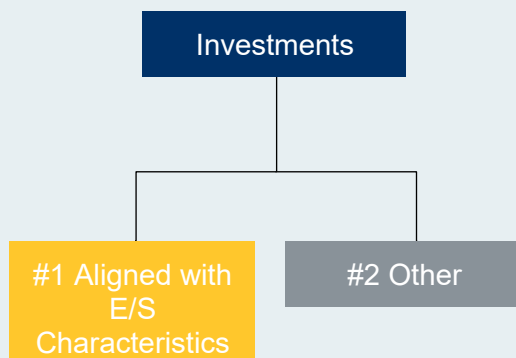 Investments
#1 Aligned with
E/S
Characteristics
#2 Other